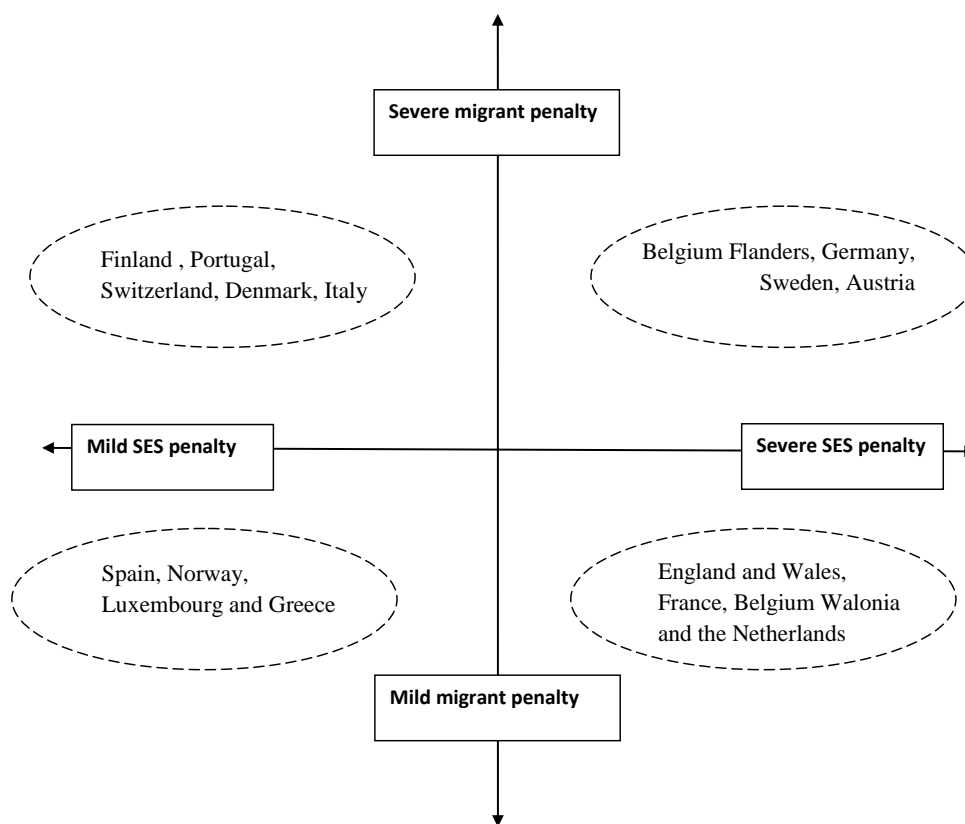 Severe migrant penalty
Finland , Portugal,
Switzerland, Denmark, Italy
Belgium Flanders, Germany,
Sweden, Austria
Mild SES penalty
Severe SES penalty
Spain, Norway,
Luxembourg and Greece
England and Wales,
France, Belgium Walonia
and the Netherlands
Mild migrant penalty